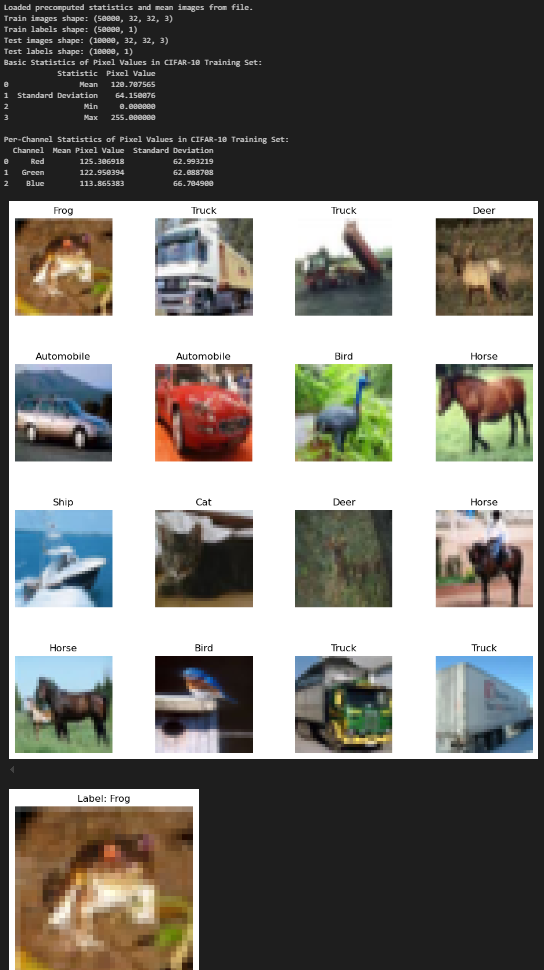 Loaded precomputed statistics and mean images from file.
Train images shape: (50000, 32, 32, 3)
Train labels shape: (50000, 1)
Test images shape: (10000, 32, 32, 3)
Test labels shape: (10000, 1)
Basic Statistics of Pixel Values in CIFAR-10 Training Set:
Statistic Pixel Value
0 Mean 120.707565
1 Standard Deviation 64.150076
2 Min 0.000000
3 Max 255.000000
Per-Channel Statistics of Pixel Values in CIFAR-10 Training Set:
Channel Mean Pixel Value Standard Deviation
0 Red 125.306918 62.993219
1 Green 122.950394 62.088708
2 Blue 113.865383 66.704900
Frog Truck Truck Deer
Automobile Automobile Bird Horse
Ship Cat Deer Horse
Horse Bird Truck Truck
Label: Frog